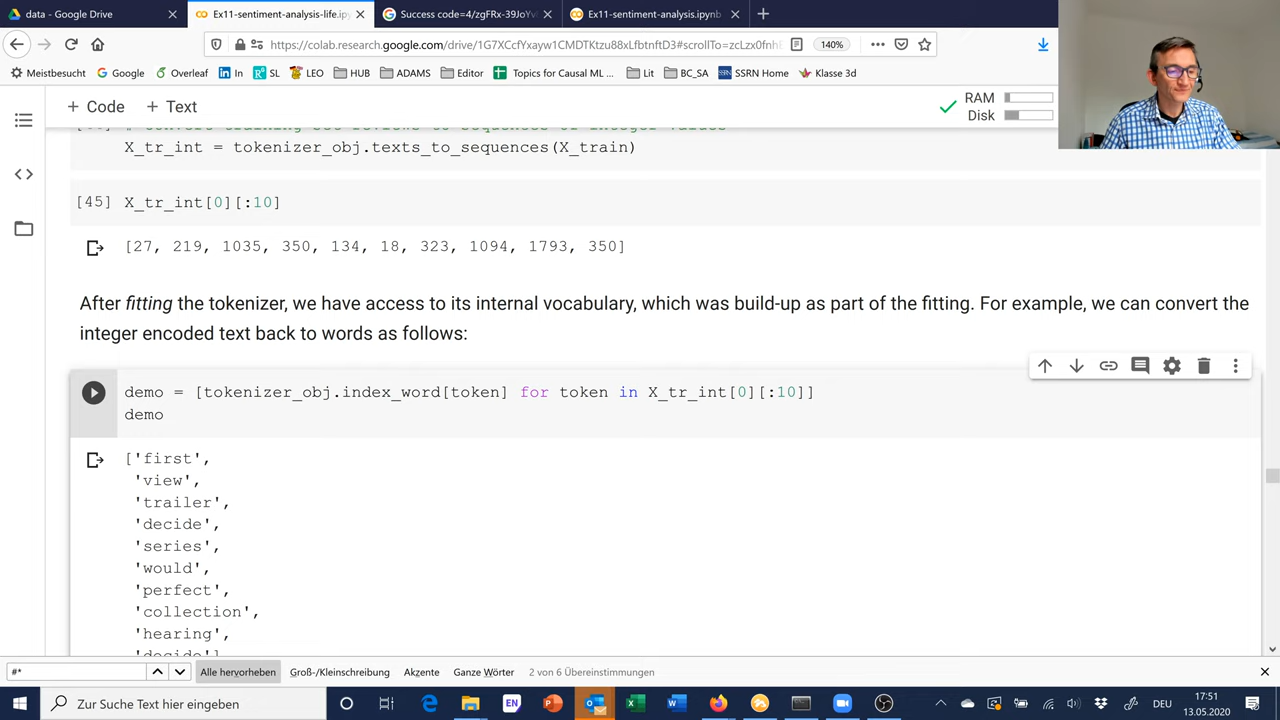 data - Google Drive
Ex11-sentiment-analysis-life.ipy
Success code=4/zgFRx-39JoYv
Ex11-sentiment-analysis.ipynb
https://colab.research.google.com/drive/1G7XCcfYxayw1CMDTKtzu88xLfbtnftD3#scrollTo=zcLzx0fnhl
140%
Meistbesucht
Google
Overleaf
In
SL
LEO
HUB
ADAMS
Editor
Topics for Causal ML ...
Lit
BC_SA
SSRN Home
Klasse 3d
+ Code + Text
RAM
Disk
X_tr_int = tokenizer_obj.texts_to_sequences(X_train)
[45] X_tr_int[0][:10]
[27, 219, 1035, 350, 134, 18, 323, 1094, 1793, 350]
After fitting the tokenizer, we have access to its internal vocabulary, which was build-up as part of the fitting. For example, we can convert the
integer encoded text back to words as follows:
demo = [tokenizer_obj.index_word[token] for token in X_tr_int[0][:10]]
demo
['first',
'view',
'trailer',
'decide',
'series',
'would',
'perfect',
'collection',
'hearing',
'decide']
#*
Alle hervorheben
Groß-/Kleinschreibung
Akzente
Ganze Wörter
2 von 6 Übereinstimmungen
Zur Suche Text hier eingeben
EN
DEU
17:51
13.05.2020